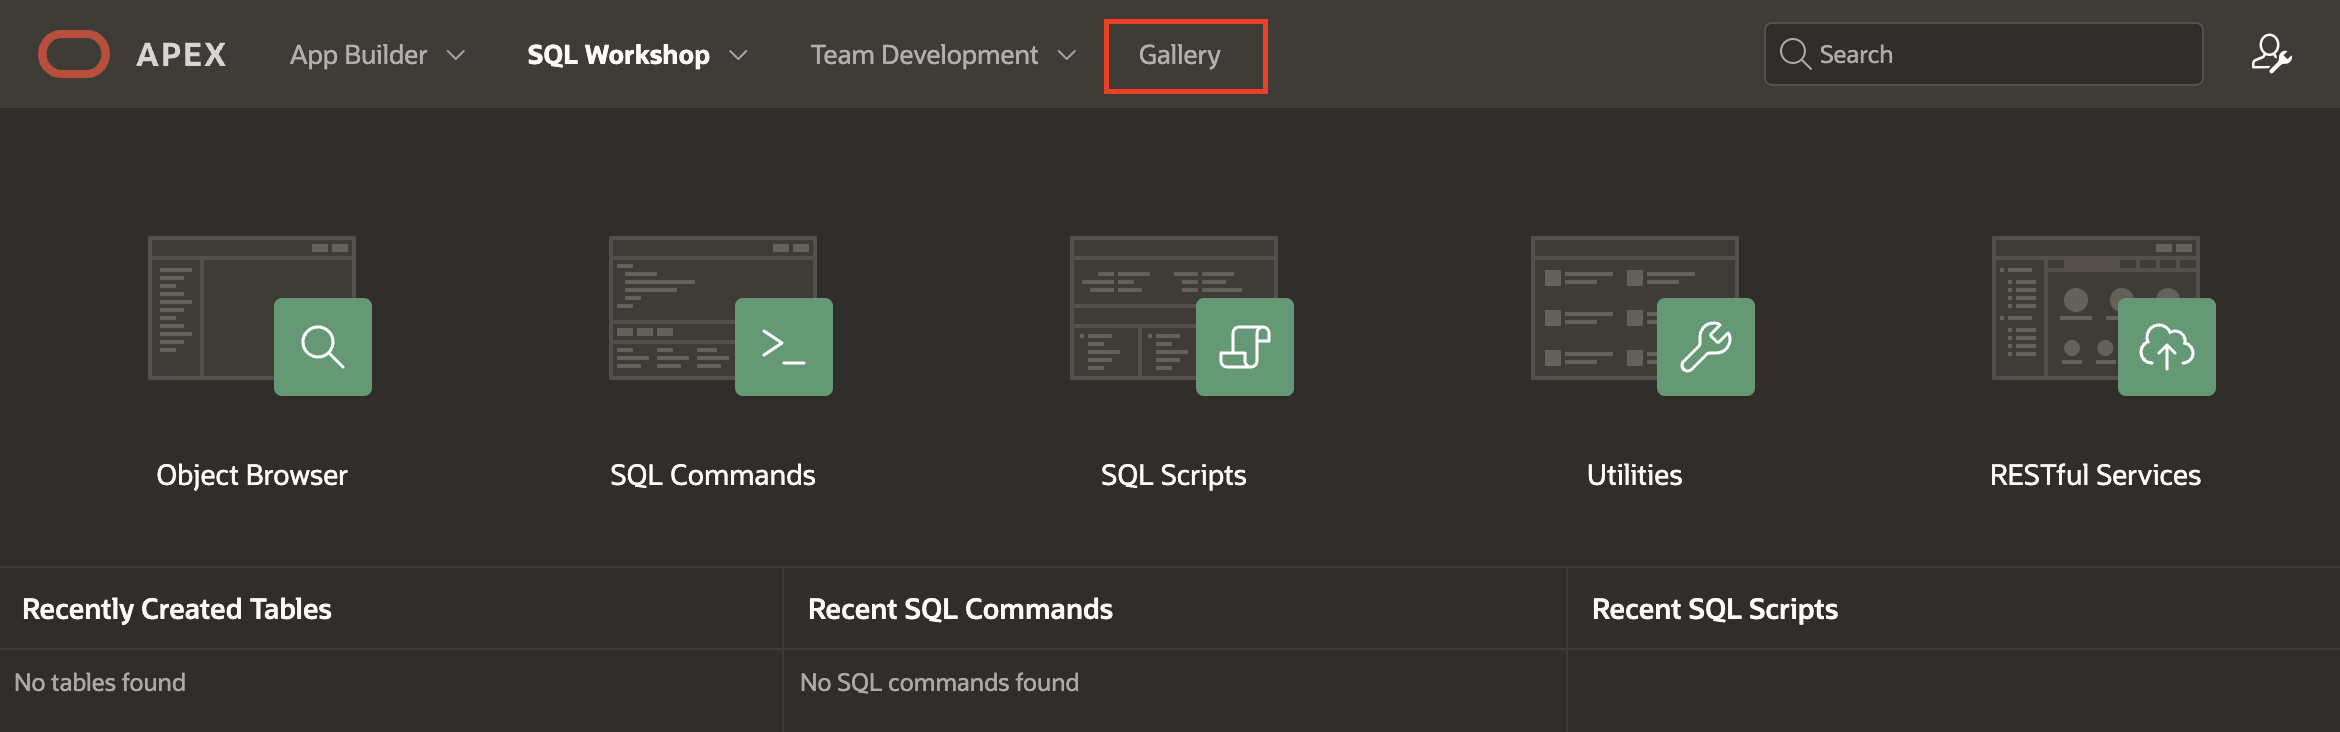 APEX App Builder SQL Workshop Team Development Gallery Search
Object Browser SQL Commands SQL Scripts Utilities RESTful Services
Recently Created Tables Recent SQL Commands Recent SQL Scripts
No tables found No SQL commands found